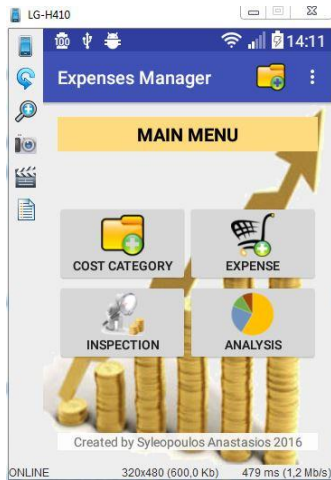 LG-H410
100
14:11
Expenses Manager
MAIN MENU
COST CATEGORY
EXPENSE
INSPECTION
ANALYSIS
Created by Syleopoulos Anastasios 2016
ONLINE 320x480 (600,0 Kb) 479 ms (1,2 Mb/s)